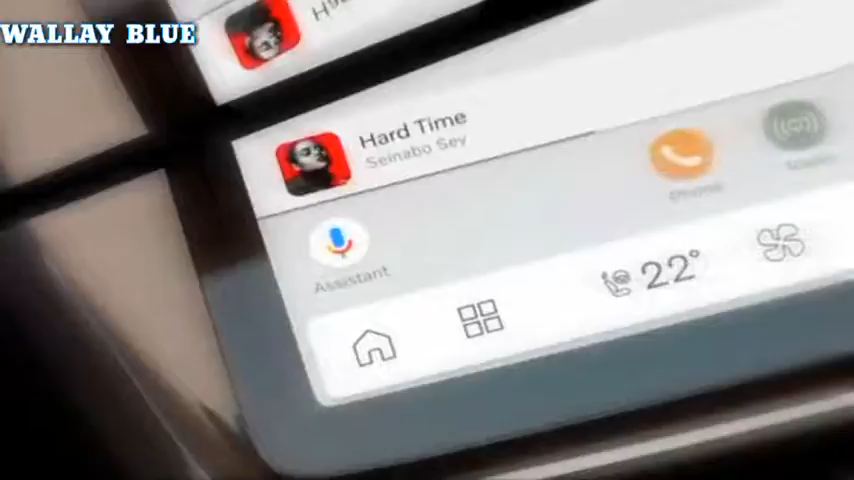 WALLAY BLUE
Hard Time
Seinabo Sey
Phone
Assistant
22°